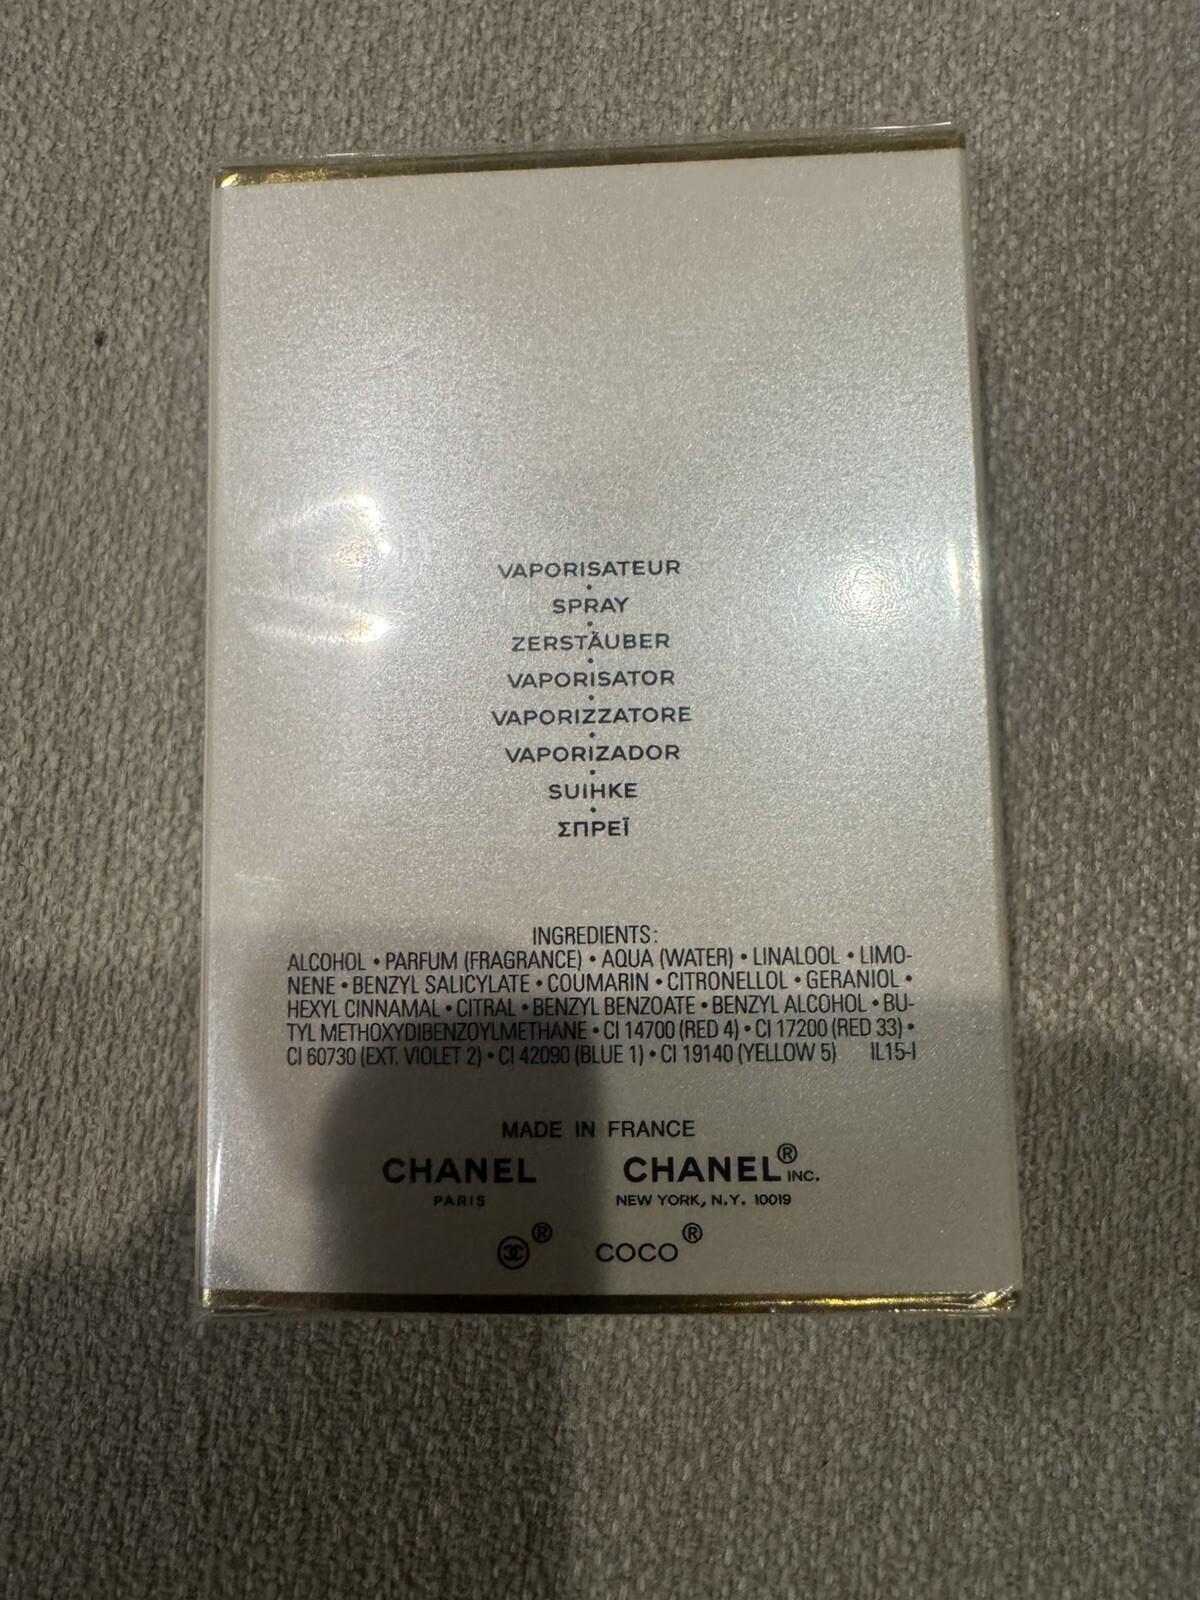 VAPORISATEUR
•
SPRAY
•
ZERSTÄUBER
•
VAPORISATOR
•
VAPORIZZATORE
•
VAPORIZADOR
•
SUIHKE
•
ΣΠΡΕΪ
INGREDIENTS:
ALCOHOL • PARFUM (FRAGRANCE) • AQUA (WATER) • LINALOOL • LIMO-
NENE • BENZYL SALICYLATE • COUMARIN • CITRONELLOL • GERANIOL •
HEXYL CINNAMAL • CITRAL • BENZYL BENZOATE • BENZYL ALCOHOL • BU-
TYL METHOXYDIBENZOYLMETHANE • CI 14700 (RED 4) • CI 17200 (RED 33) •
CI 60730 (EXT. VIOLET 2) • CI 42090 (BLUE 1) • CI 19140 (YELLOW 5) IL15-I
MADE IN FRANCE
CHANEL CHANEL® INC.
PARIS NEW YORK, N.Y. 10019
® COCO®